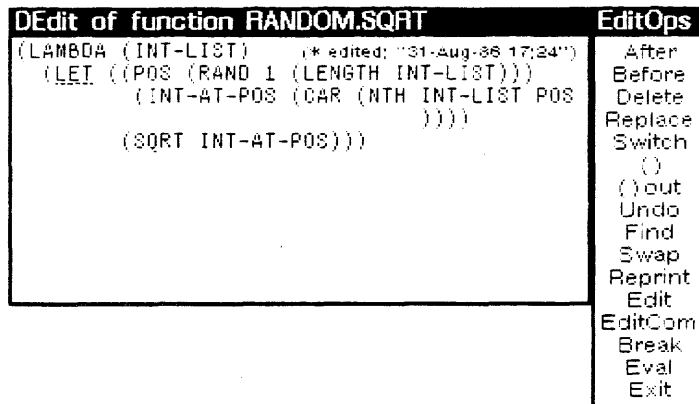 DEdit of function RANDOM.SQRT
(LAMBDA (INT-LIST) (* edited: "31-Aug-86 17:24")
(LET ((POS (RAND 1 (LENGTH INT-LIST)))
(INT-AT-POS (CAR (NTH INT-LIST POS
))))
(SQRT INT-AT-POS)))
EditOps
After
Before
Delete
Replace
Switch
()
() out
Undo
Find
Swap
Reprint
Edit
EditCom
Break
Eval
Exit